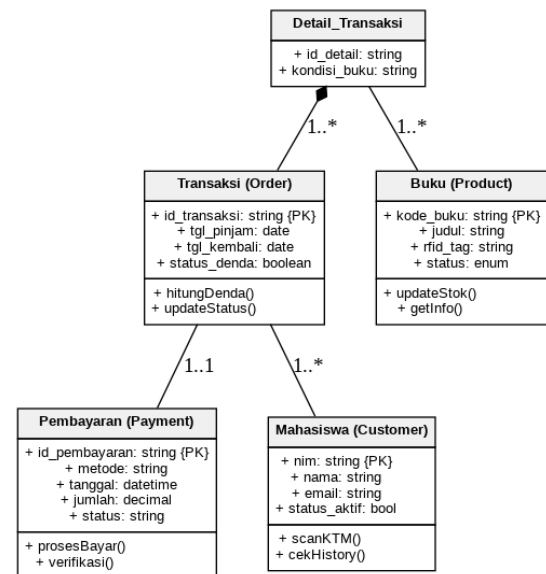 Detail_Transaksi
+ id_detail: string
+ kondisi_buku: string
1..*
1..*
Transaksi (Order)
+ id_transaksi: string {PK}
+ tgl_pinjam: date
+ tgl_kembali: date
+ status_denda: boolean
+ hitungDenda()
+ updateStatus()
Buku (Product)
+ kode_buku: string {PK}
+ judul: string
+ rfid_tag: string
+ status: enum
+ updateStok()
+ getInfo()
1..1
1..*
Pembayaran (Payment)
+ id_pembayaran: string {PK}
+ metode: string
+ tanggal: datetime
+ jumlah: decimal
+ status: string
+ prosesBayar()
+ verifikasi()
Mahasiswa (Customer)
+ nim: string {PK}
+ nama: string
+ email: string
+ status_aktif: bool
+ scanKTM()
+ cekHistory()